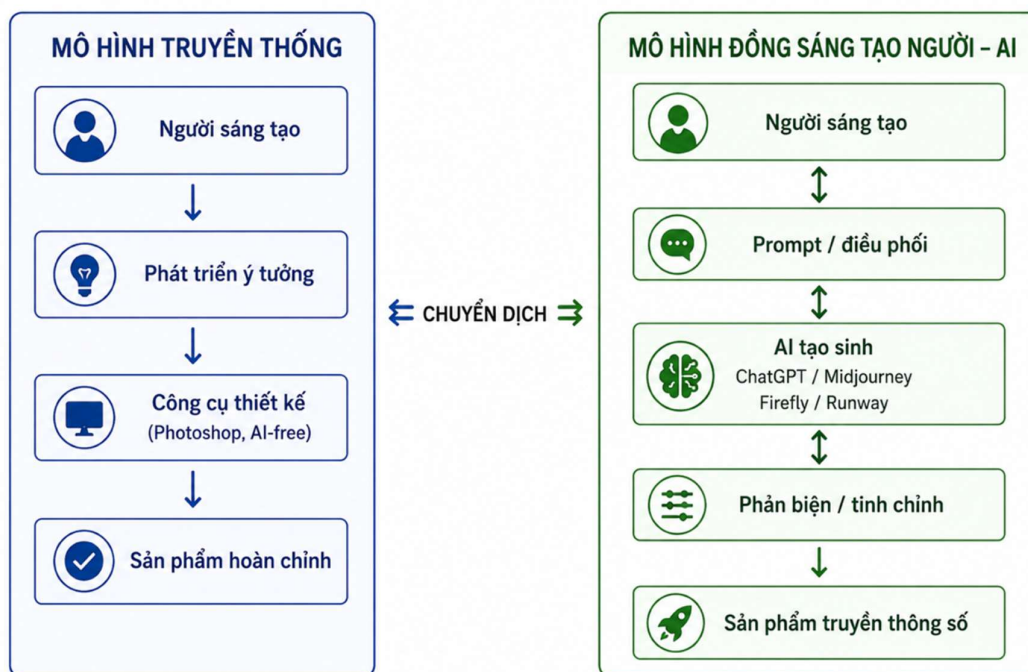 MÔ HÌNH TRUYỀN THỐNG
Người sáng tạo
Phát triển ý tưởng
Công cụ thiết kế
(Photoshop, AI-free)
Sản phẩm hoàn chỉnh
CHUYỂN DỊCH
MÔ HÌNH ĐỒNG SÁNG TẠO NGƯỜI – AI
Người sáng tạo
Prompt / điều phối
AI tạo sinh
ChatGPT / Midjourney
Firefly / Runway
Phản biện / tinh chỉnh
Sản phẩm truyền thông số